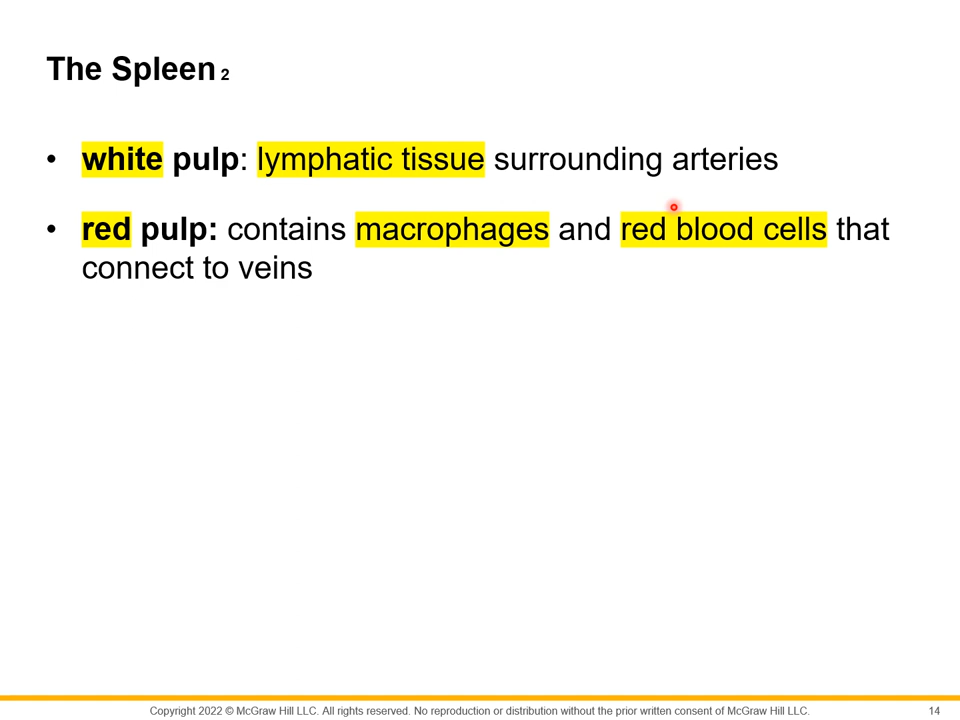 The Spleen 2
• white pulp: lymphatic tissue surrounding arteries
• red pulp: contains macrophages and red blood cells that
connect to veins
Copyright 2022 © McGraw Hill LLC. All rights reserved. No reproduction or distribution without the prior written consent of McGraw Hill LLC.
14